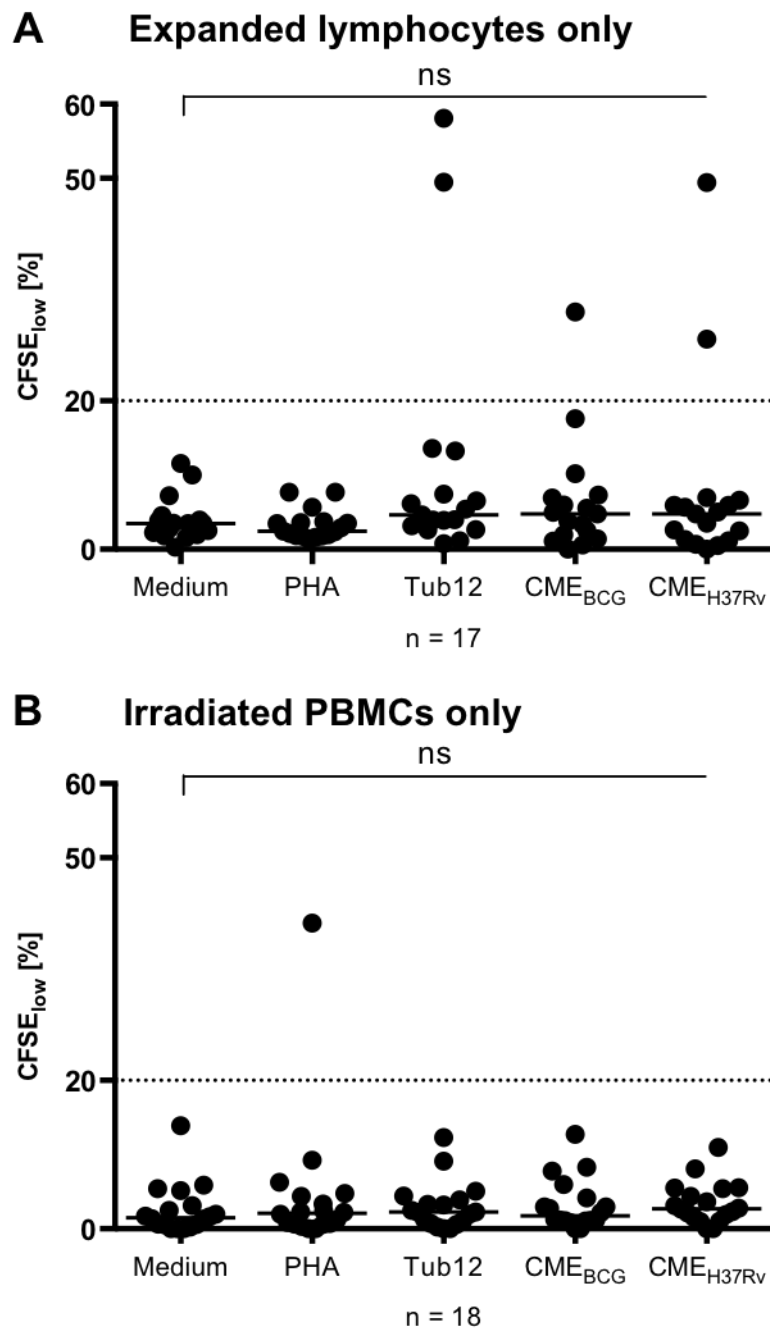 A Expanded lymphocytes only
ns
60
50
20
0
CFSElow [%]
Medium PHA Tub12 CMEBCG CMEH37Rv
n = 17
B Irradiated PBMCs only
ns
60
50
20
0
CFSElow [%]
Medium PHA Tub12 CMEBCG CMEH37Rv
n = 18